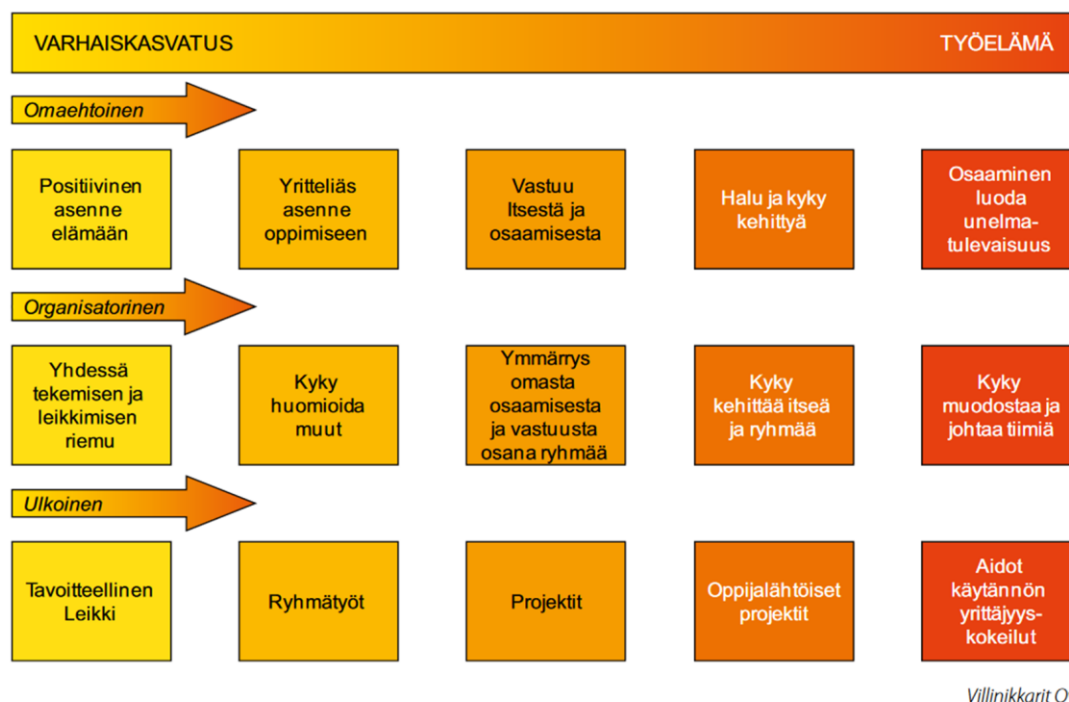 VARHAISKASVATUS TYÖELÄMÄ
Omaehtoinen
Positiivinen
asenne
elämään
Yritteliäs
asenne
oppimiseen
Vastuu
Itsestä ja
osaamisesta
Halu ja kyky
kehittyä
Osaaminen
luoda
unelma-
tulevaisuus
Organisatorinen
Yhdessä
tekemisen ja
leikkimisen
riemu
Kyky
huomioida
muut
Ymmärrys
omasta
osaamisesta
ja vastuusta
osana ryhmää
Kyky
kehittää itseä
ja ryhmää
Kyky
muodostaa ja
johtaa tiimiä
Ulkoinen
Tavoitteellinen
Leikki
Ryhmätyöt
Projektit
Oppijalähtöiset
projektit
Aidot
käytännön
yrittäjyys-
kokeilut
Villinikkarit